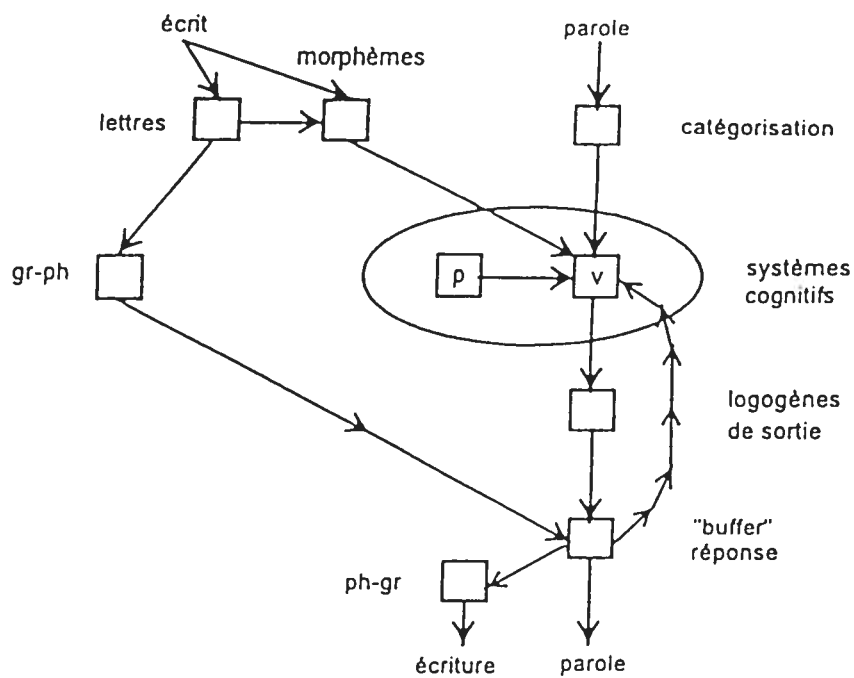 écrit
parole
morphèmes
lettres
catégorisation
gr-ph
p
v
systèmes
cognitifs
logogènes
de sortie
"buffer"
réponse
ph-gr
écriture
parole